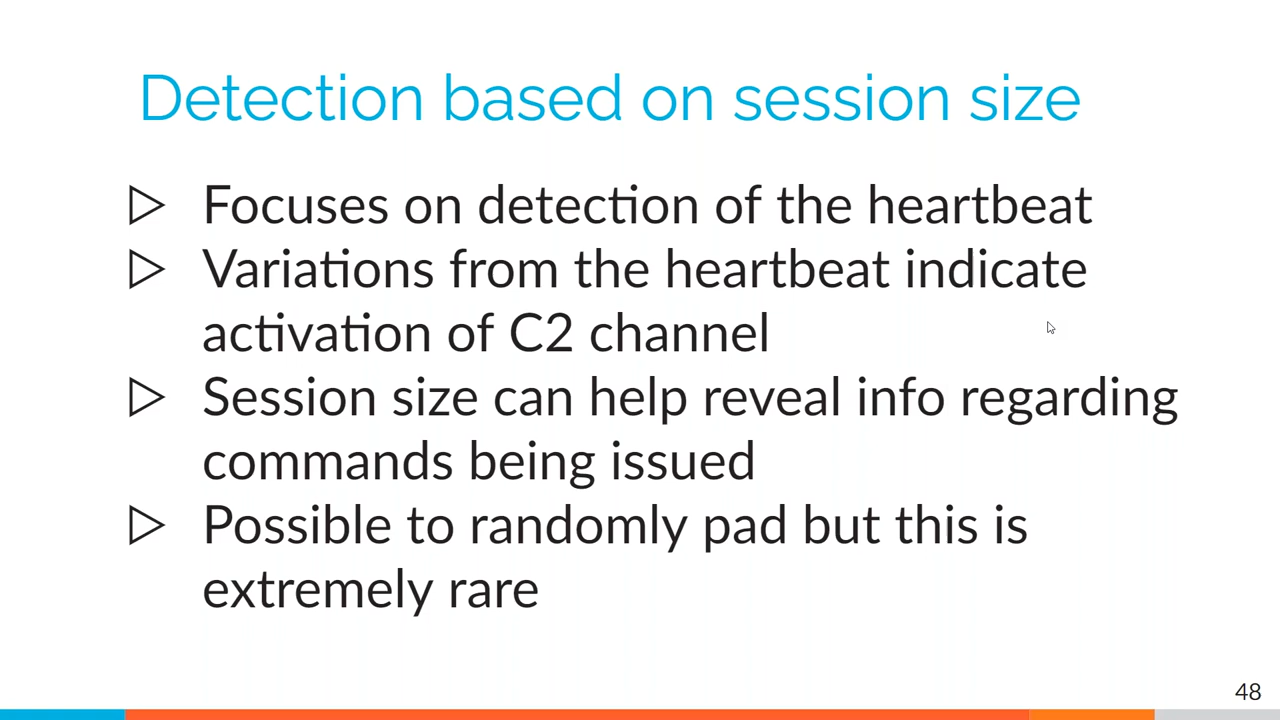 Detection based on session size
Focuses on detection of the heartbeat
Variations from the heartbeat indicate
activation of C2 channel
Session size can help reveal info regarding
commands being issued
Possible to randomly pad but this is
extremely rare
48